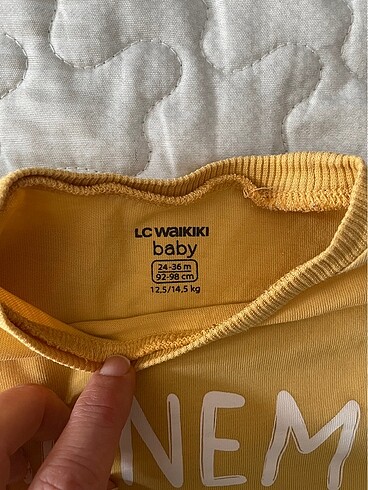 LC WAIKIKI
baby
24-36 m
92-98 cm
12,5/14,5 kg
NEM